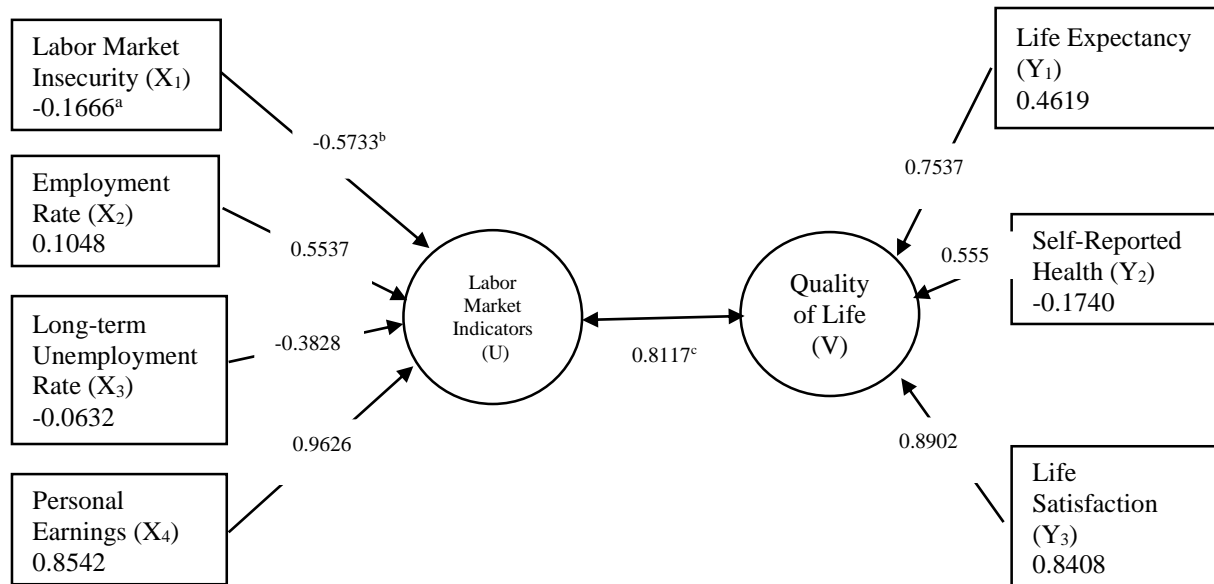 Labor Market
Insecurity (X₁)
-0.1666ᵃ
Employment
Rate (X₂)
0.1048
Long-term
Unemployment
Rate (X₃)
-0.0632
Personal
Earnings (X₄)
0.8542
-0.5733ᵇ
0.5537
-0.3828
0.9626
Labor
Market
Indicators
(U)
0.8117ᶜ
Quality
of Life
(V)
0.7537
0.555
0.8902
Life Expectancy
(Y₁)
0.4619
Self-Reported
Health (Y₂)
-0.1740
Life
Satisfaction
(Y₃)
0.8408